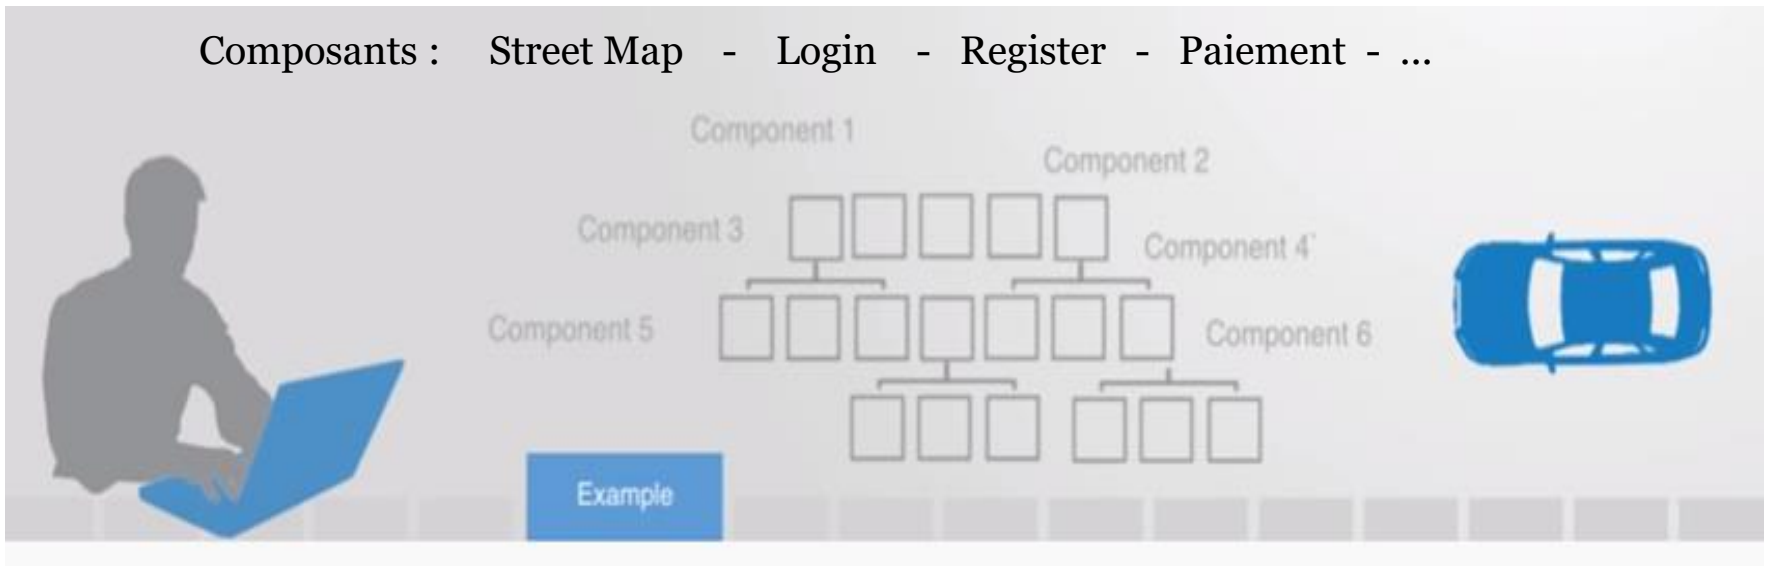 Composants : Street Map - Login - Register - Paiement - ...
Component 1
Component 2
Component 3
Component 4
Component 5
Component 6
Example